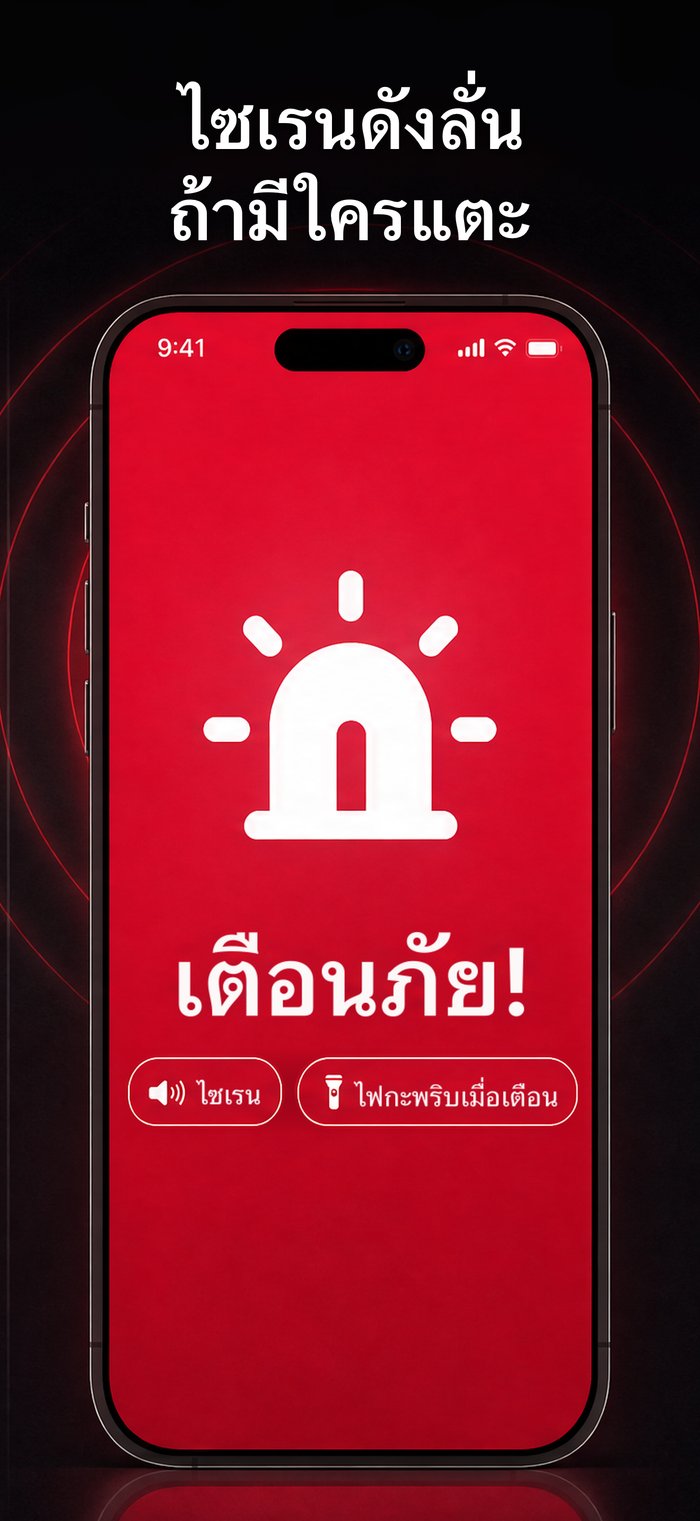 ไซเรนดังลั่น
ถ้ามีใครแตะ
9:41
เตือนภัย!
ไซเรน
ไฟกะพริบเมื่อเตือน